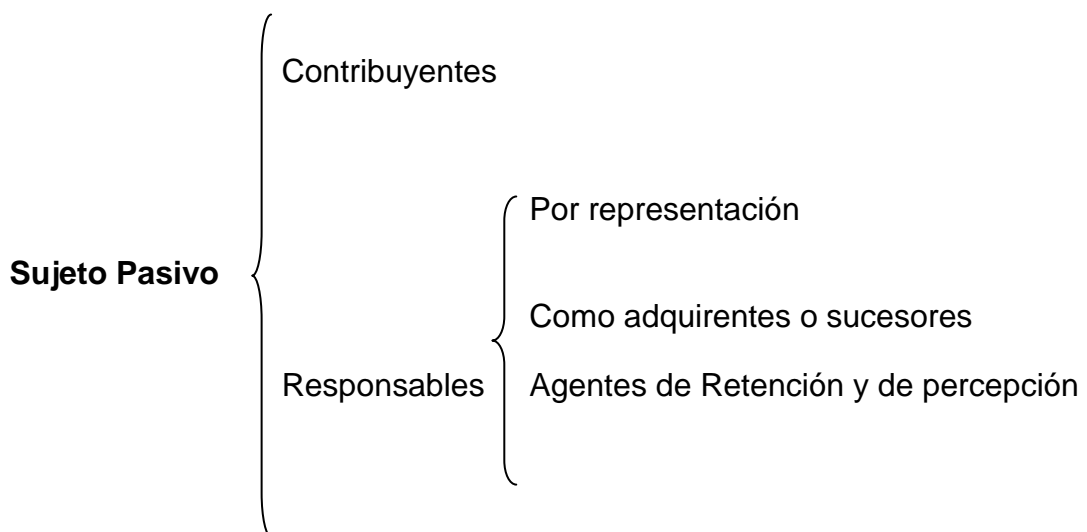 Contribuyentes
Por representación
Sujeto Pasivo
Como adquirentes o sucesores
Responsables
Agentes de Retención y de percepción